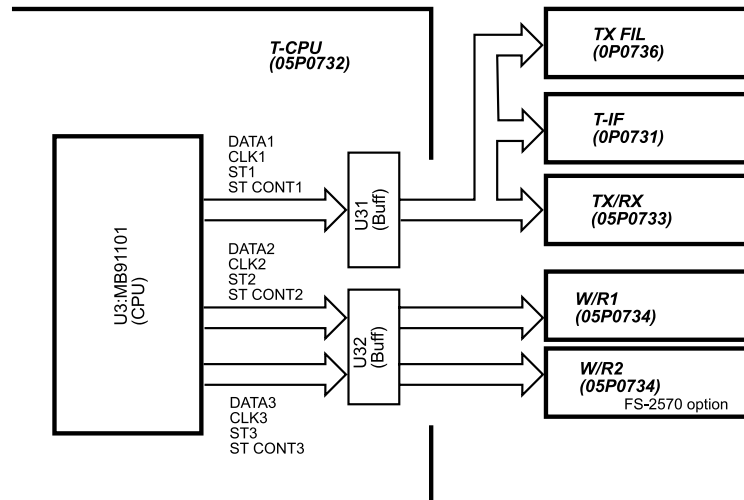 T-CPU
(05P0732)
TX FIL
(0P0736)
T-IF
(0P0731)
TX/RX
(05P0733)
W/R1
(05P0734)
W/R2
(05P0734)
FS-2570 option
U3:MB91101
(CPU)
DATA1
CLK1
ST1
ST CONT1
U31
(Buff)
DATA2
CLK2
ST2
ST CONT2
U32
(Buff)
DATA3
CLK3
ST3
ST CONT3